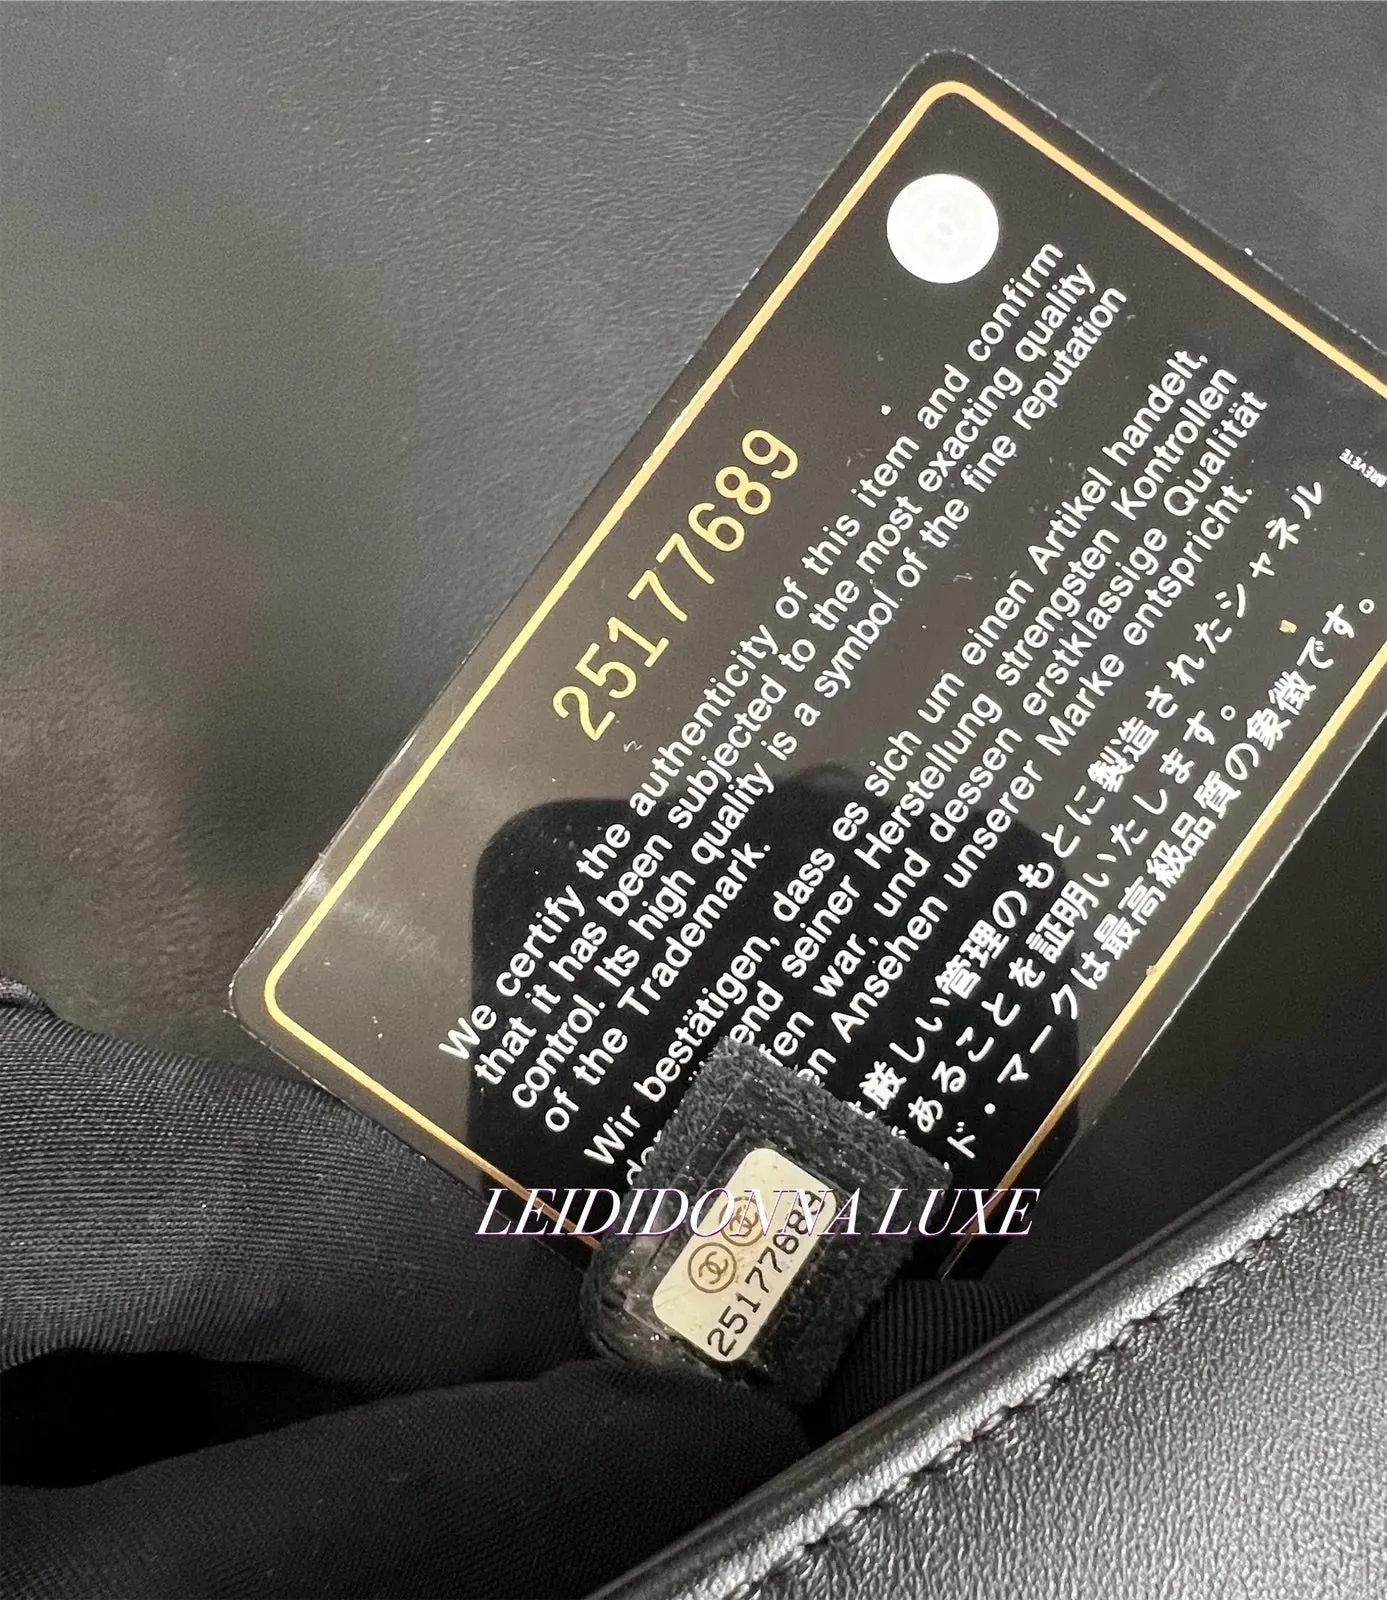 25177689
We certify the authenticity of this item and confirm
that it has been subjected to the most exacting quality
control. Its high quality is a symbol of the fine reputation
of the Trademark.
Wir bestätigen, dass es sich um einen Artikel handelt,
seiner Herstellung strengsten Kontrollen
war, und dessen erstklassige Qualität
Ansehen unserer Marke entspricht.
厳しい管理のもとに製造されたシャネル
あることを証明いたします。
ド・マークは最高級品質の象徴です。
BREVETE
LEIDIDONNA LUXE
25177689